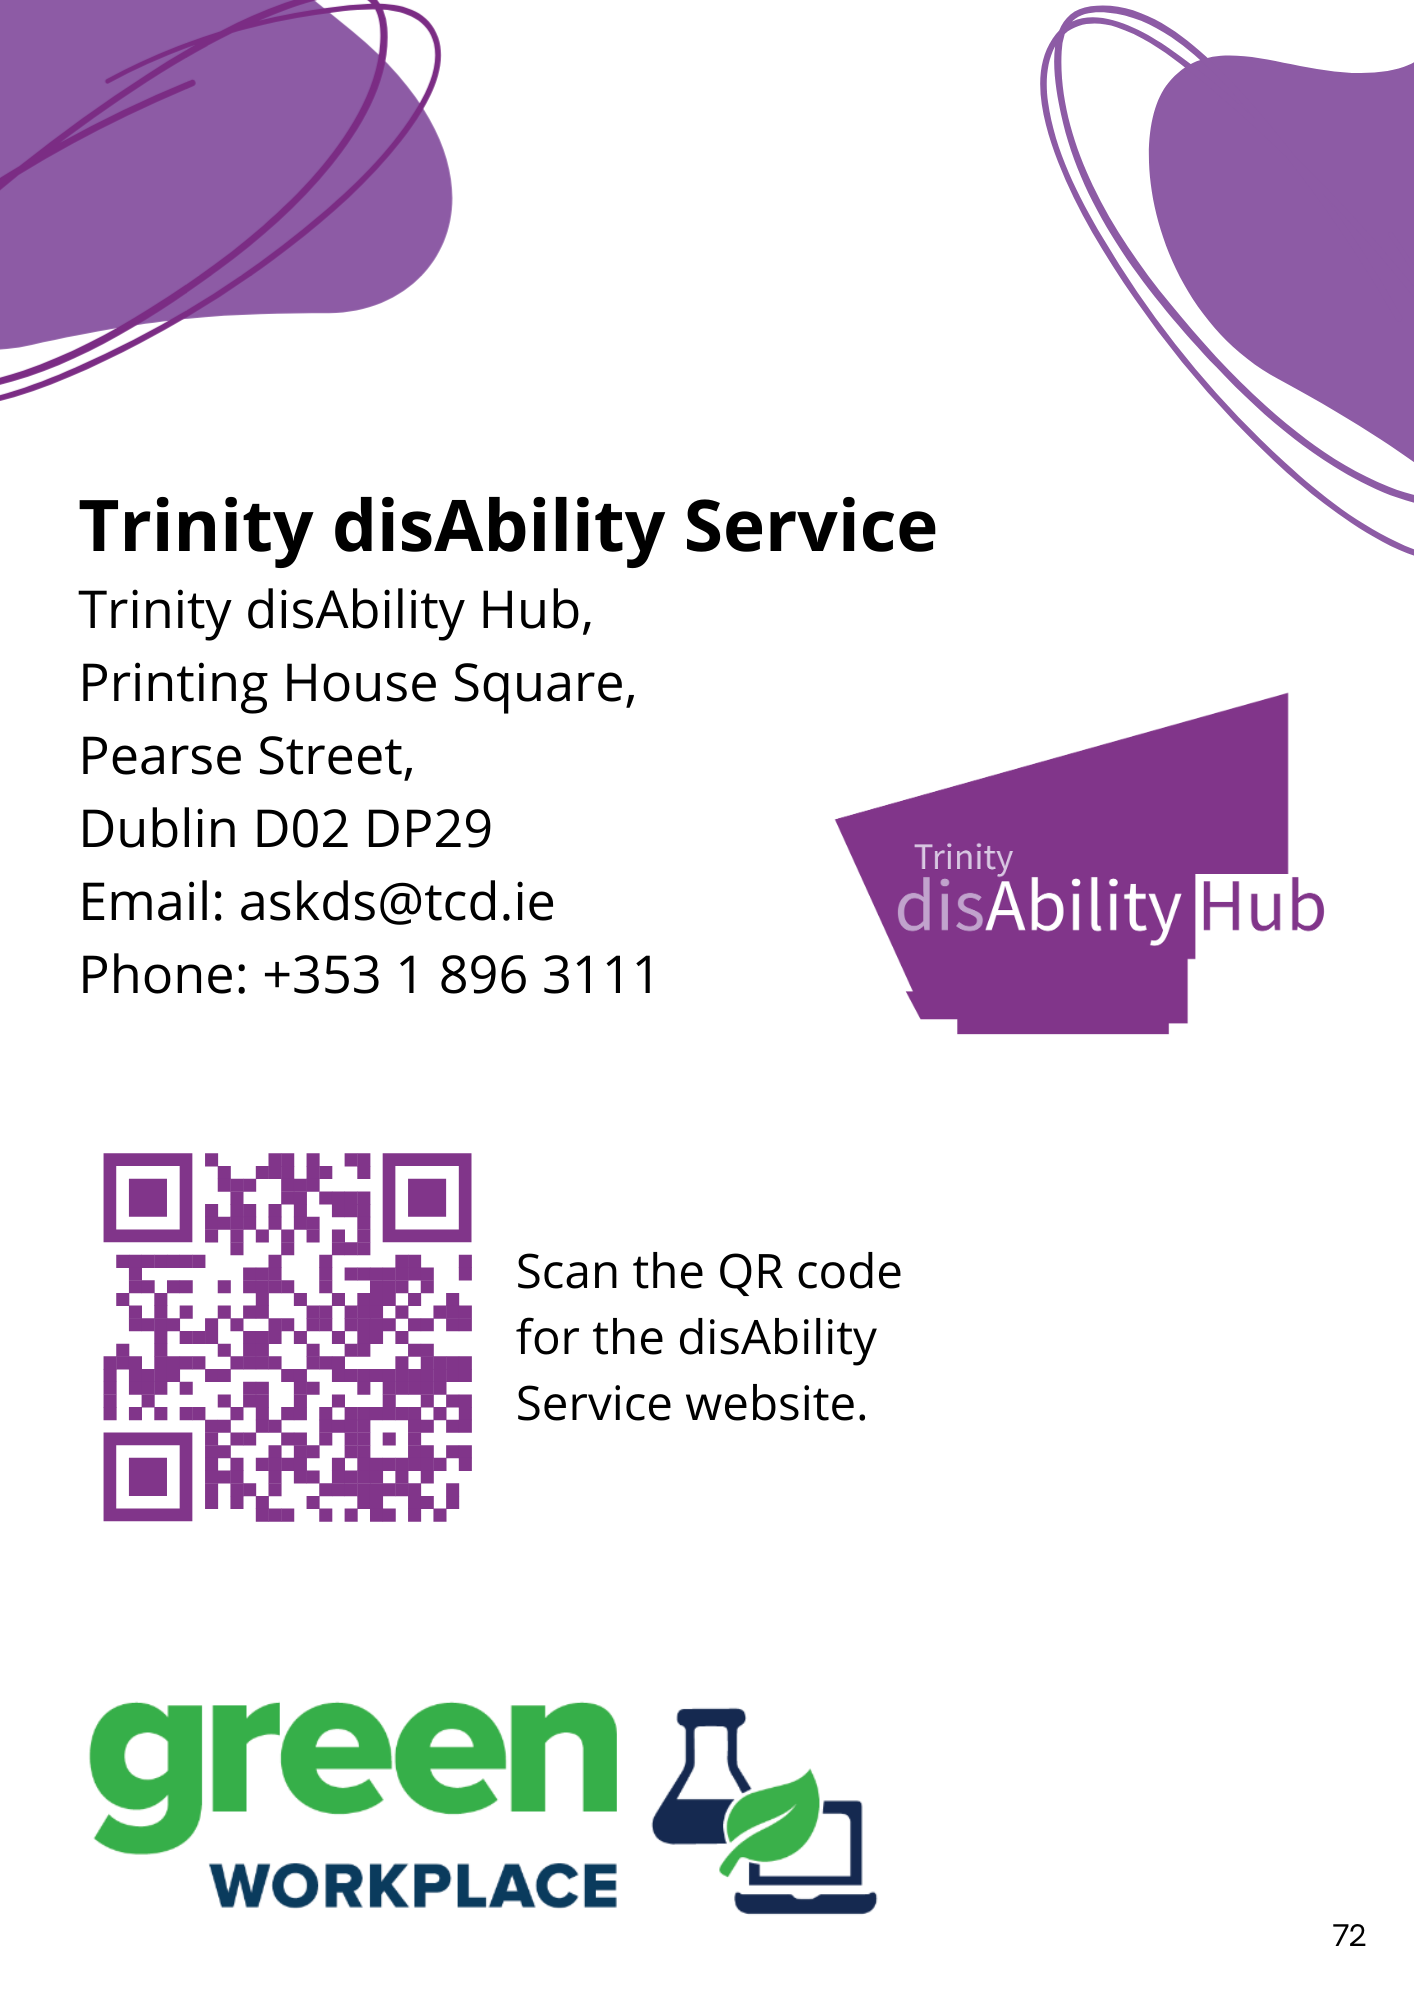 Trinity disAbility Service
Trinity disAbility Hub,
Printing House Square,
Pearse Street,
Dublin D02 DP29
Email: askds@tcd.ie
Phone: +353 1 896 3111
Trinity
disAbility Hub
Scan the QR code
for the disAbility
Service website.
green
WORKPLACE
72